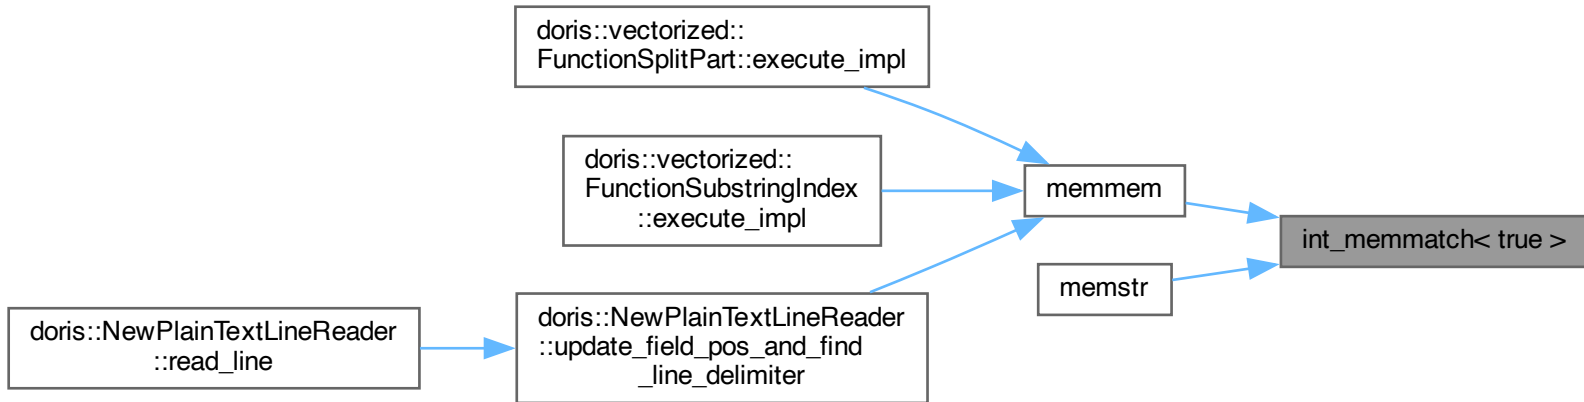 doris::vectorized::
FunctionSplitPart::execute_impl
doris::vectorized::
FunctionSubstringIndex
::execute_impl
memmem
int_memmatch< true >
memstr
doris::NewPlainTextLineReader
::read_line
doris::NewPlainTextLineReader
::update_field_pos_and_find
_line_delimiter